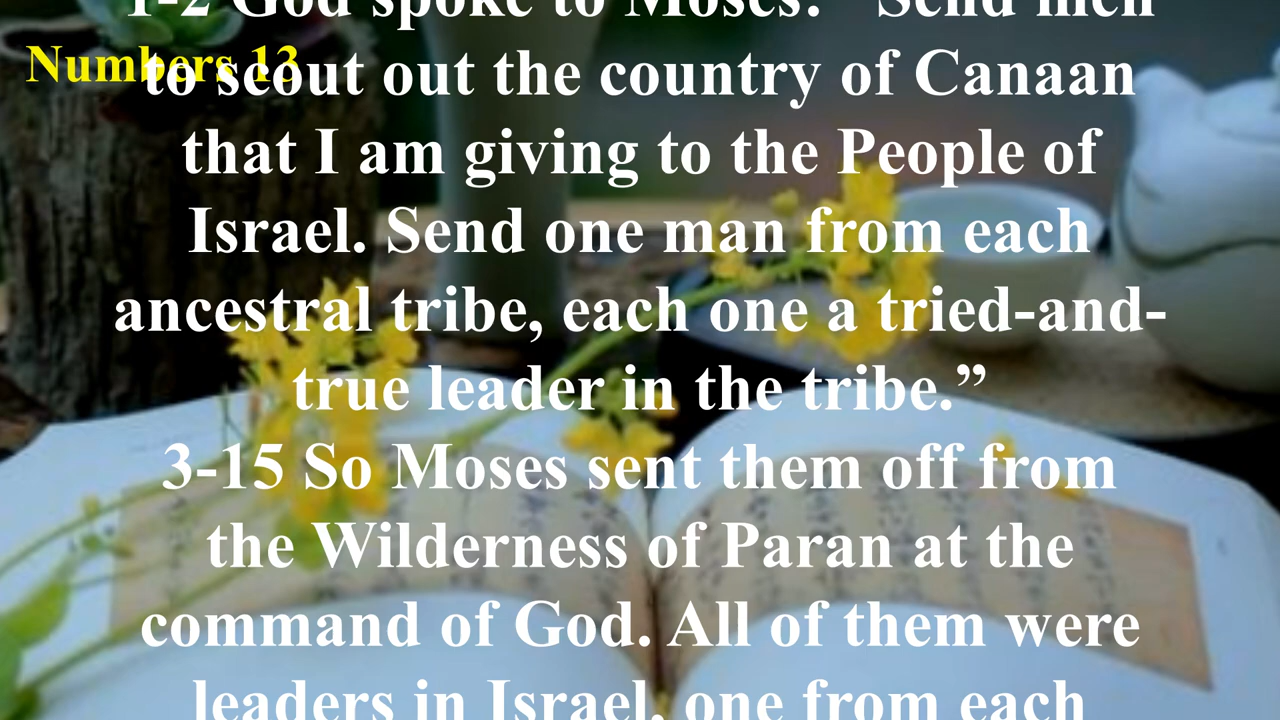 Numbers 13
1-2 God spoke to Moses: “Send men
to scout out the country of Canaan
that I am giving to the People of
Israel. Send one man from each
ancestral tribe, each one a tried-and-
true leader in the tribe.”
3-15 So Moses sent them off from
the Wilderness of Paran at the
command of God. All of them were
leaders in Israel, one from each